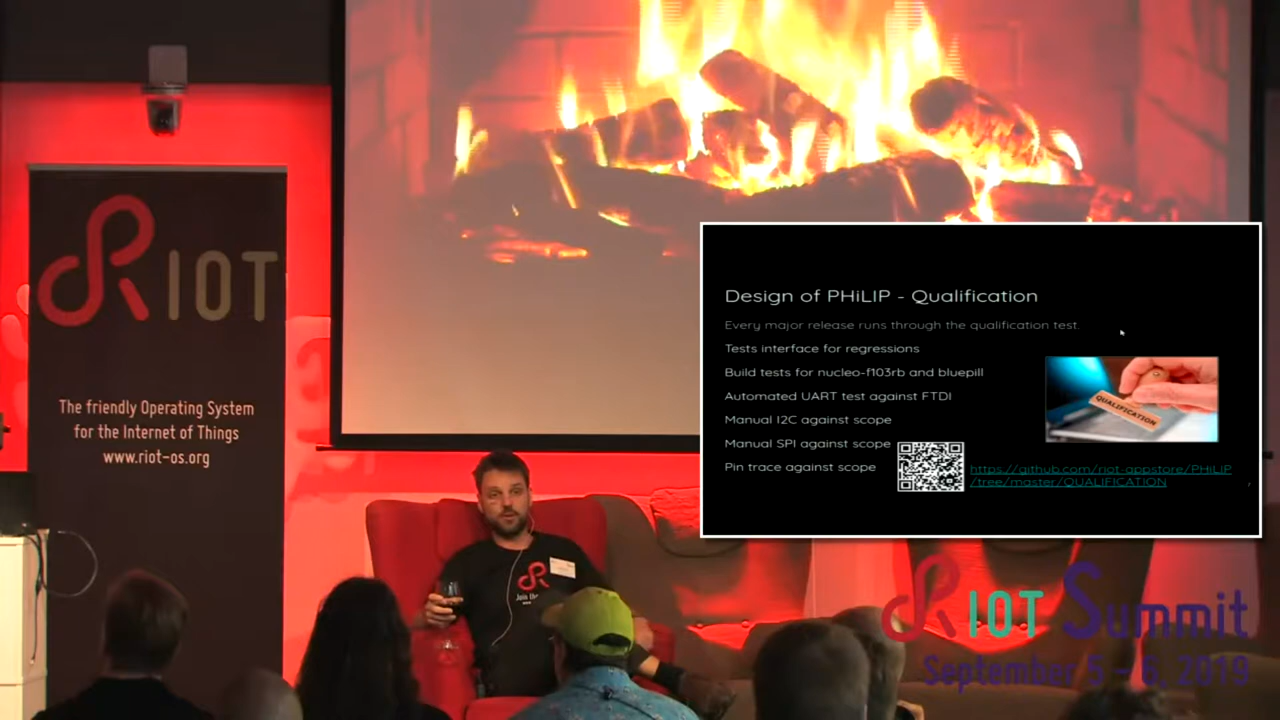 RIOT
The friendly Operating System
for the Internet of Things
www.riot-os.org
Design of PHiLIP - Qualification
Every major release runs through the qualification test.
Tests interface for regressions
Build tests for nucleo-f103rb and bluepill
Automated UART test against FTDI
Manual I2C against scope
Manual SPI against scope
Pin trace against scope
QUALIFICATION
https://github.com/riot-appstore/PHiLIP
/tree/master/QUALIFICATION
Join the
RIOT Summit
September 5 - 6, 2019